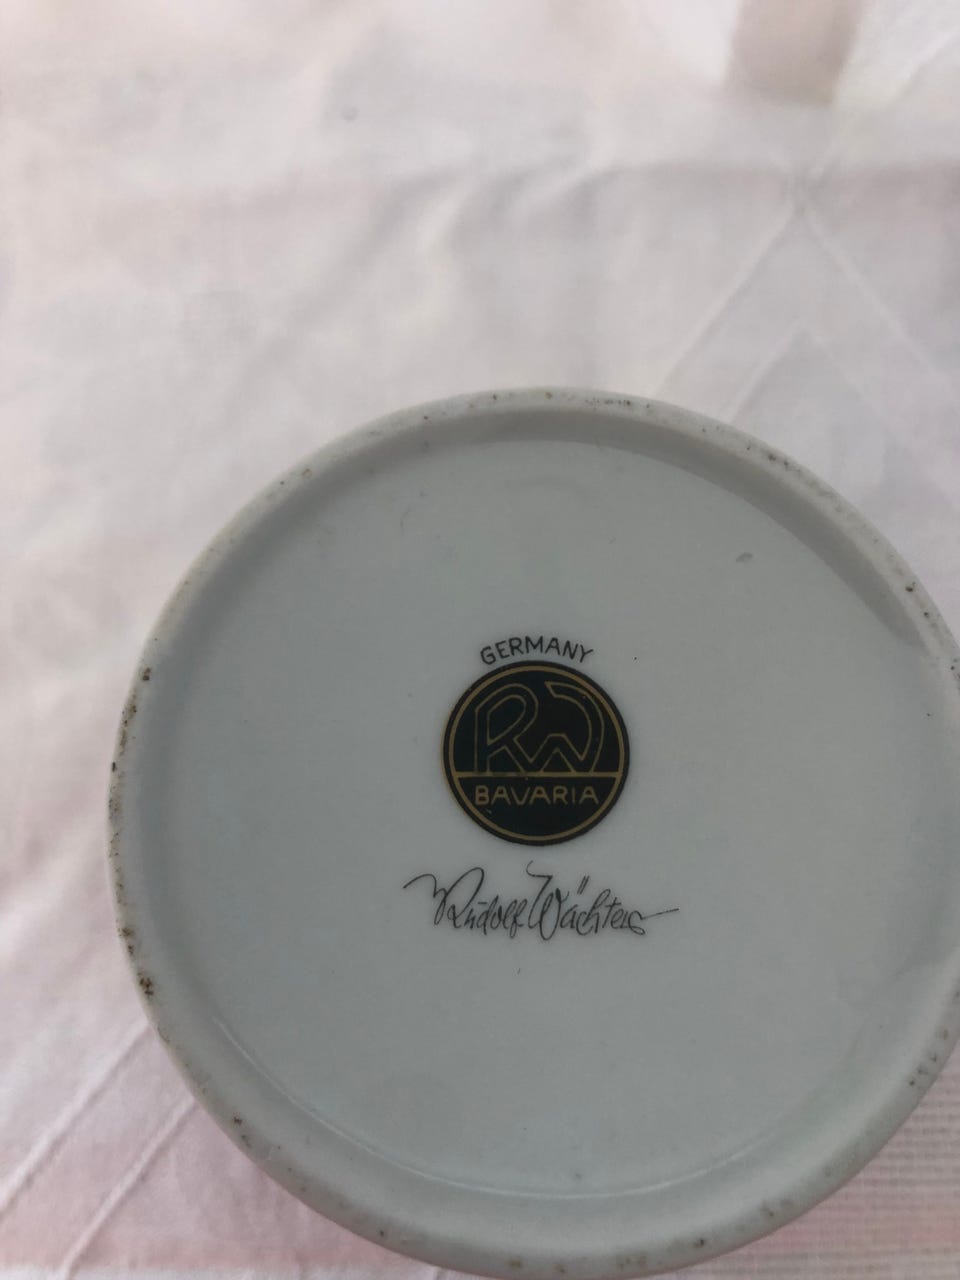 GERMANY
RW
BAVARIA
Rudolf Wächter